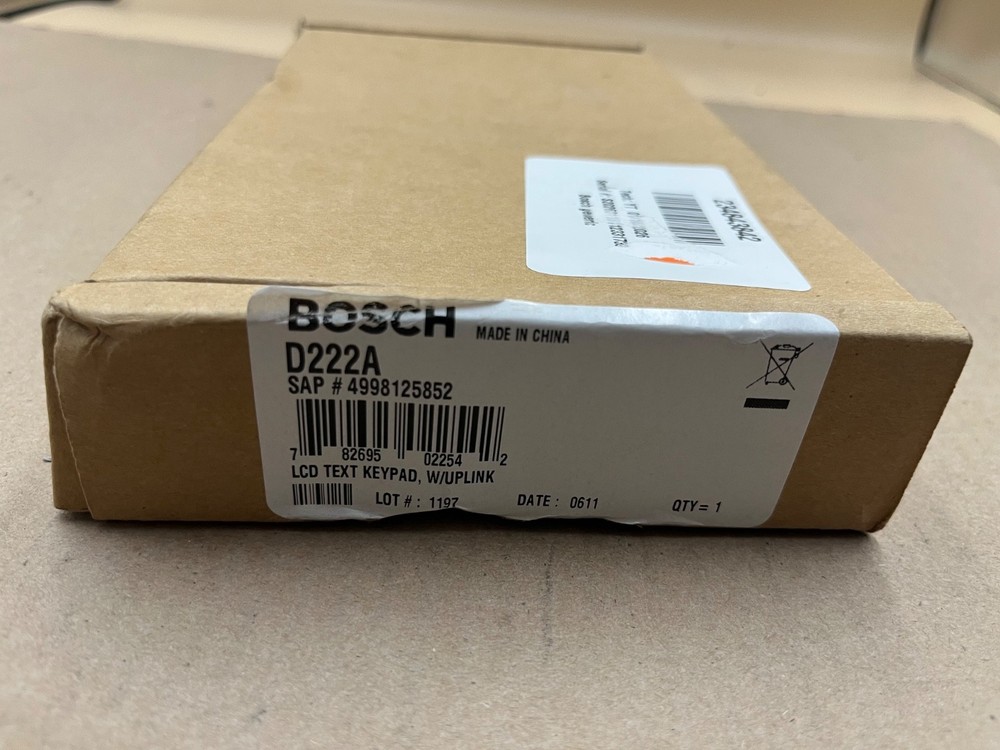 BOSCH
MADE IN CHINA
D222A
SAP # 4998125852
7 82695 02254 2
LCD TEXT KEYPAD, W/UPLINK
LOT # : 1197 DATE : 0611 QTY = 1
234943942